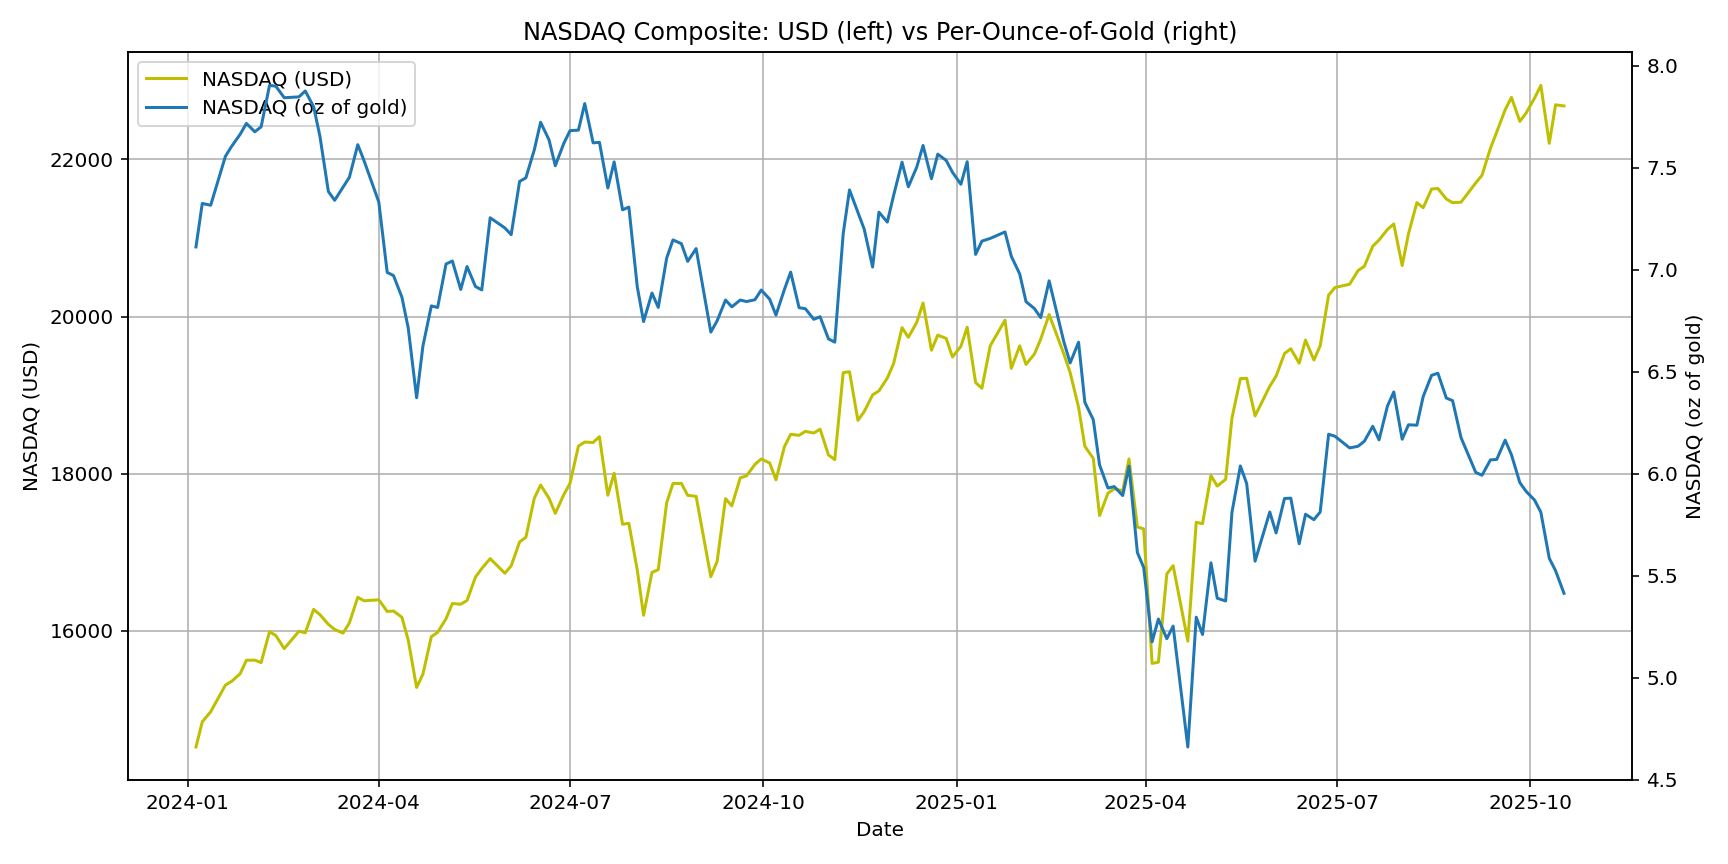 NASDAQ Composite: USD (left) vs Per-Ounce-of-Gold (right)
NASDAQ (USD)
NASDAQ (oz of gold)
22000
20000
18000
16000
NASDAQ (USD)
8.0
7.5
7.0
6.5
6.0
5.5
5.0
4.5
NASDAQ (oz of gold)
2024-01 2024-04 2024-07 2024-10 2025-01 2025-04 2025-07 2025-10
Date